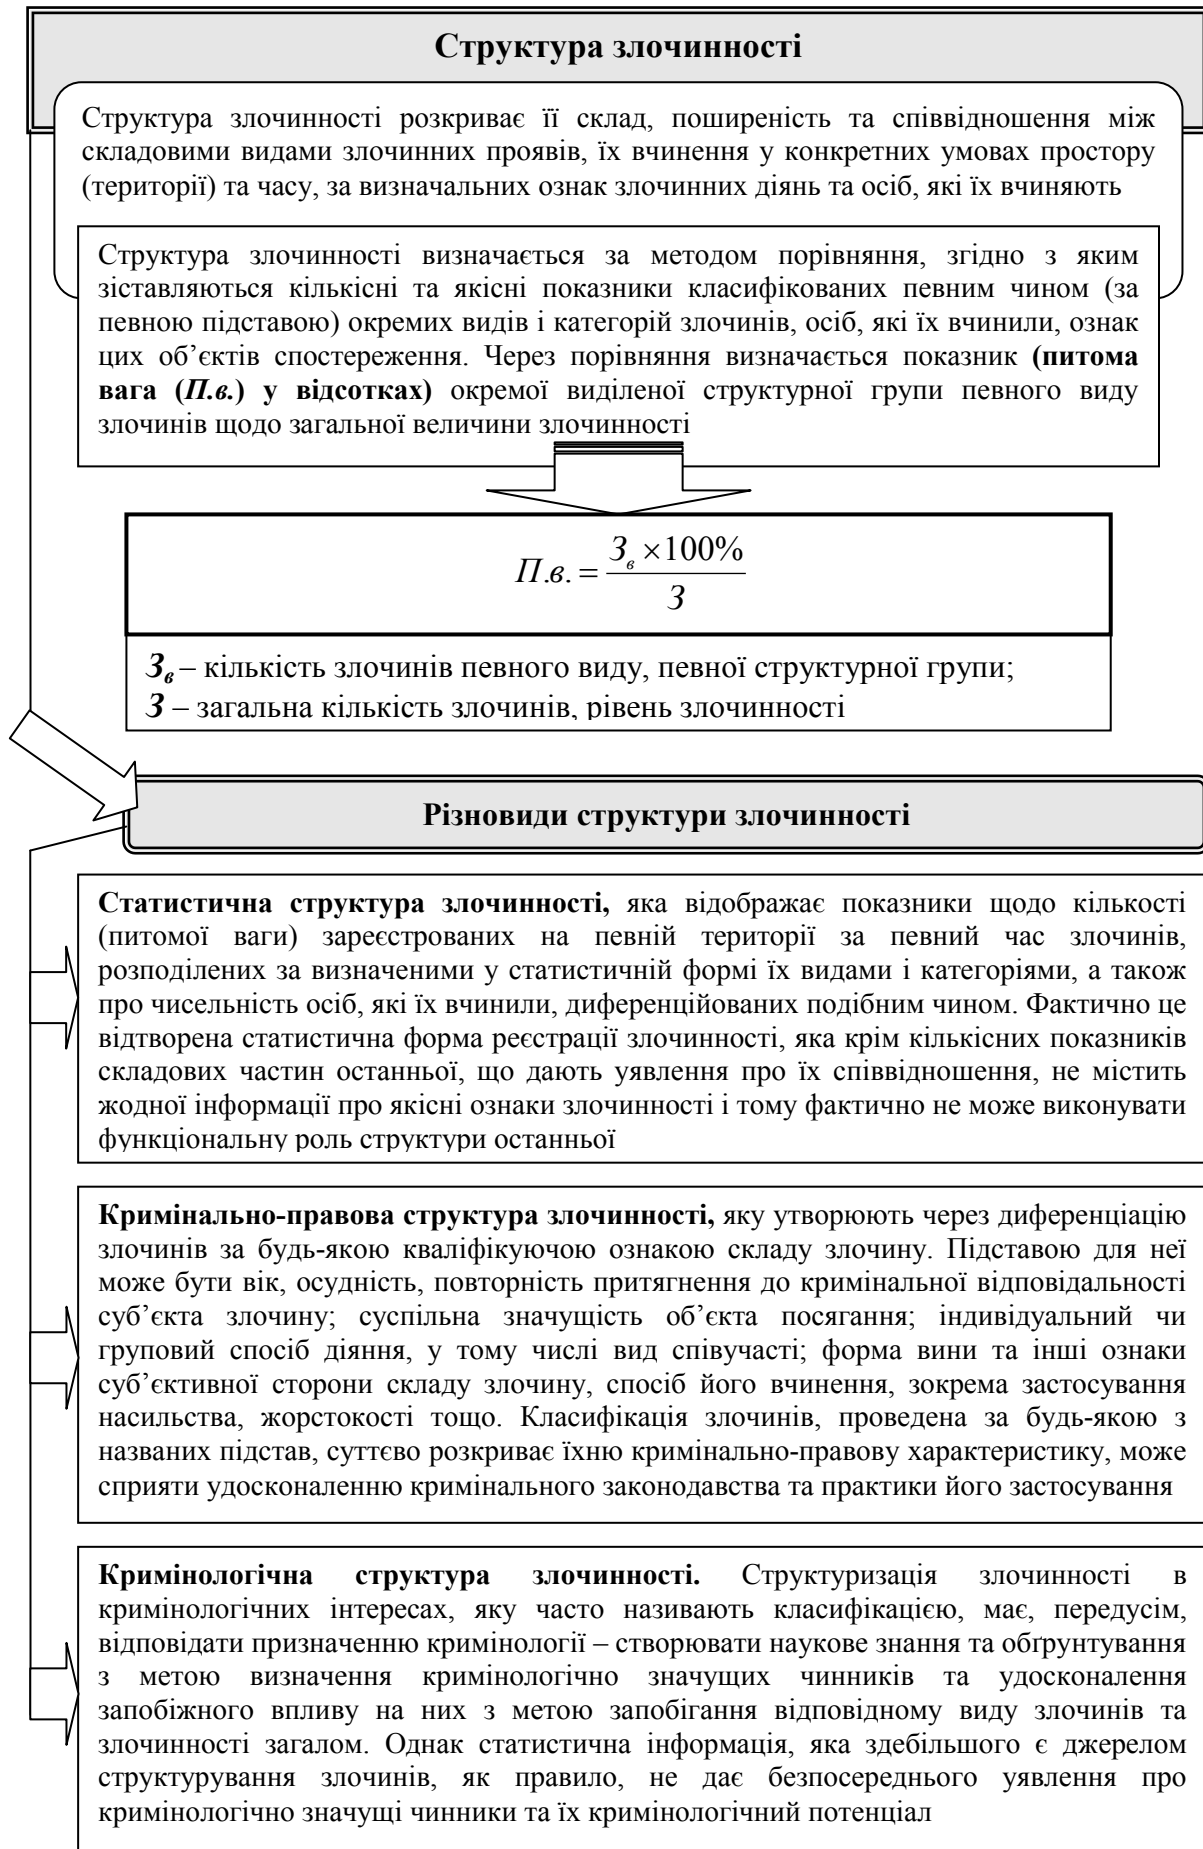 Структура злочинності
Структура злочинності розкриває її склад, поширеність та співвідношення між
складовими видами злочинних проявів, їх вчинення у конкретних умовах простору
(території) та часу, за визначальних ознак злочинних діянь та осіб, які їх вчиняють
Структура злочинності визначається за методом порівняння, згідно з яким
зіставляються кількісні та якісні показники класифікованих певним чином (за
певною підставою) окремих видів і категорій злочинів, осіб, які їх вчинили, ознак
цих об’єктів спостереження. Через порівняння визначається показник (питома
вага (П.в.) у відсотках) окремої виділеної структурної групи певного виду
злочинів щодо загальної величини злочинності
П.в. = З_в ×100% / З
З_в – кількість злочинів певного виду, певної структурної групи;
З – загальна кількість злочинів, рівень злочинності
Різновиди структури злочинності
Статистична структура злочинності, яка відображає показники щодо кількості
(питомої ваги) зареєстрованих на певній території за певний час злочинів,
розподілених за визначеними у статистичній формі їх видами і категоріями, а також
про чисельність осіб, які їх вчинили, диференційованих подібним чином. Фактично це
відтворена статистична форма реєстрації злочинності, яка крім кількісних показників
складових частин останньої, що дають уявлення про їх співвідношення, не містить
жодної інформації про якісні ознаки злочинності і тому фактично не може виконувати
функціональну роль структури останньої
Кримінально-правова структура злочинності, яку утворюють через диференціацію
злочинів за будь-якою кваліфікуючою ознакою складу злочину. Підставою для неї
може бути вік, осудність, повторність притягнення до кримінальної відповідальності
суб’єкта злочину; суспільна значущість об’єкта посягання; індивідуальний чи
груповий спосіб діяння, у тому числі вид співучасті; форма вини та інші ознаки
суб’єктивної сторони складу злочину, спосіб його вчинення, зокрема застосування
насильства, жорстокості тощо. Класифікація злочинів, проведена за будь-якою з
названих підстав, суттєво розкриває їхню кримінально-правову характеристику, може
сприяти удосконаленню кримінального законодавства та практики його застосування
Кримінологічна структура злочинності. Структуризація злочинності в
кримінологічних інтересах, яку часто називають класифікацією, має, передусім,
відповідати призначенню кримінології – створювати наукове знання та обґрунтування
з метою визначення кримінологічно значущих чинників та удосконалення
запобіжного впливу на них з метою запобігання відповідному виду злочинів та
злочинності загалом. Однак статистична інформація, яка здебільшого є джерелом
структурування злочинів, як правило, не дає безпосереднього уявлення про
кримінологічно значущі чинники та їх кримінологічний потенціал